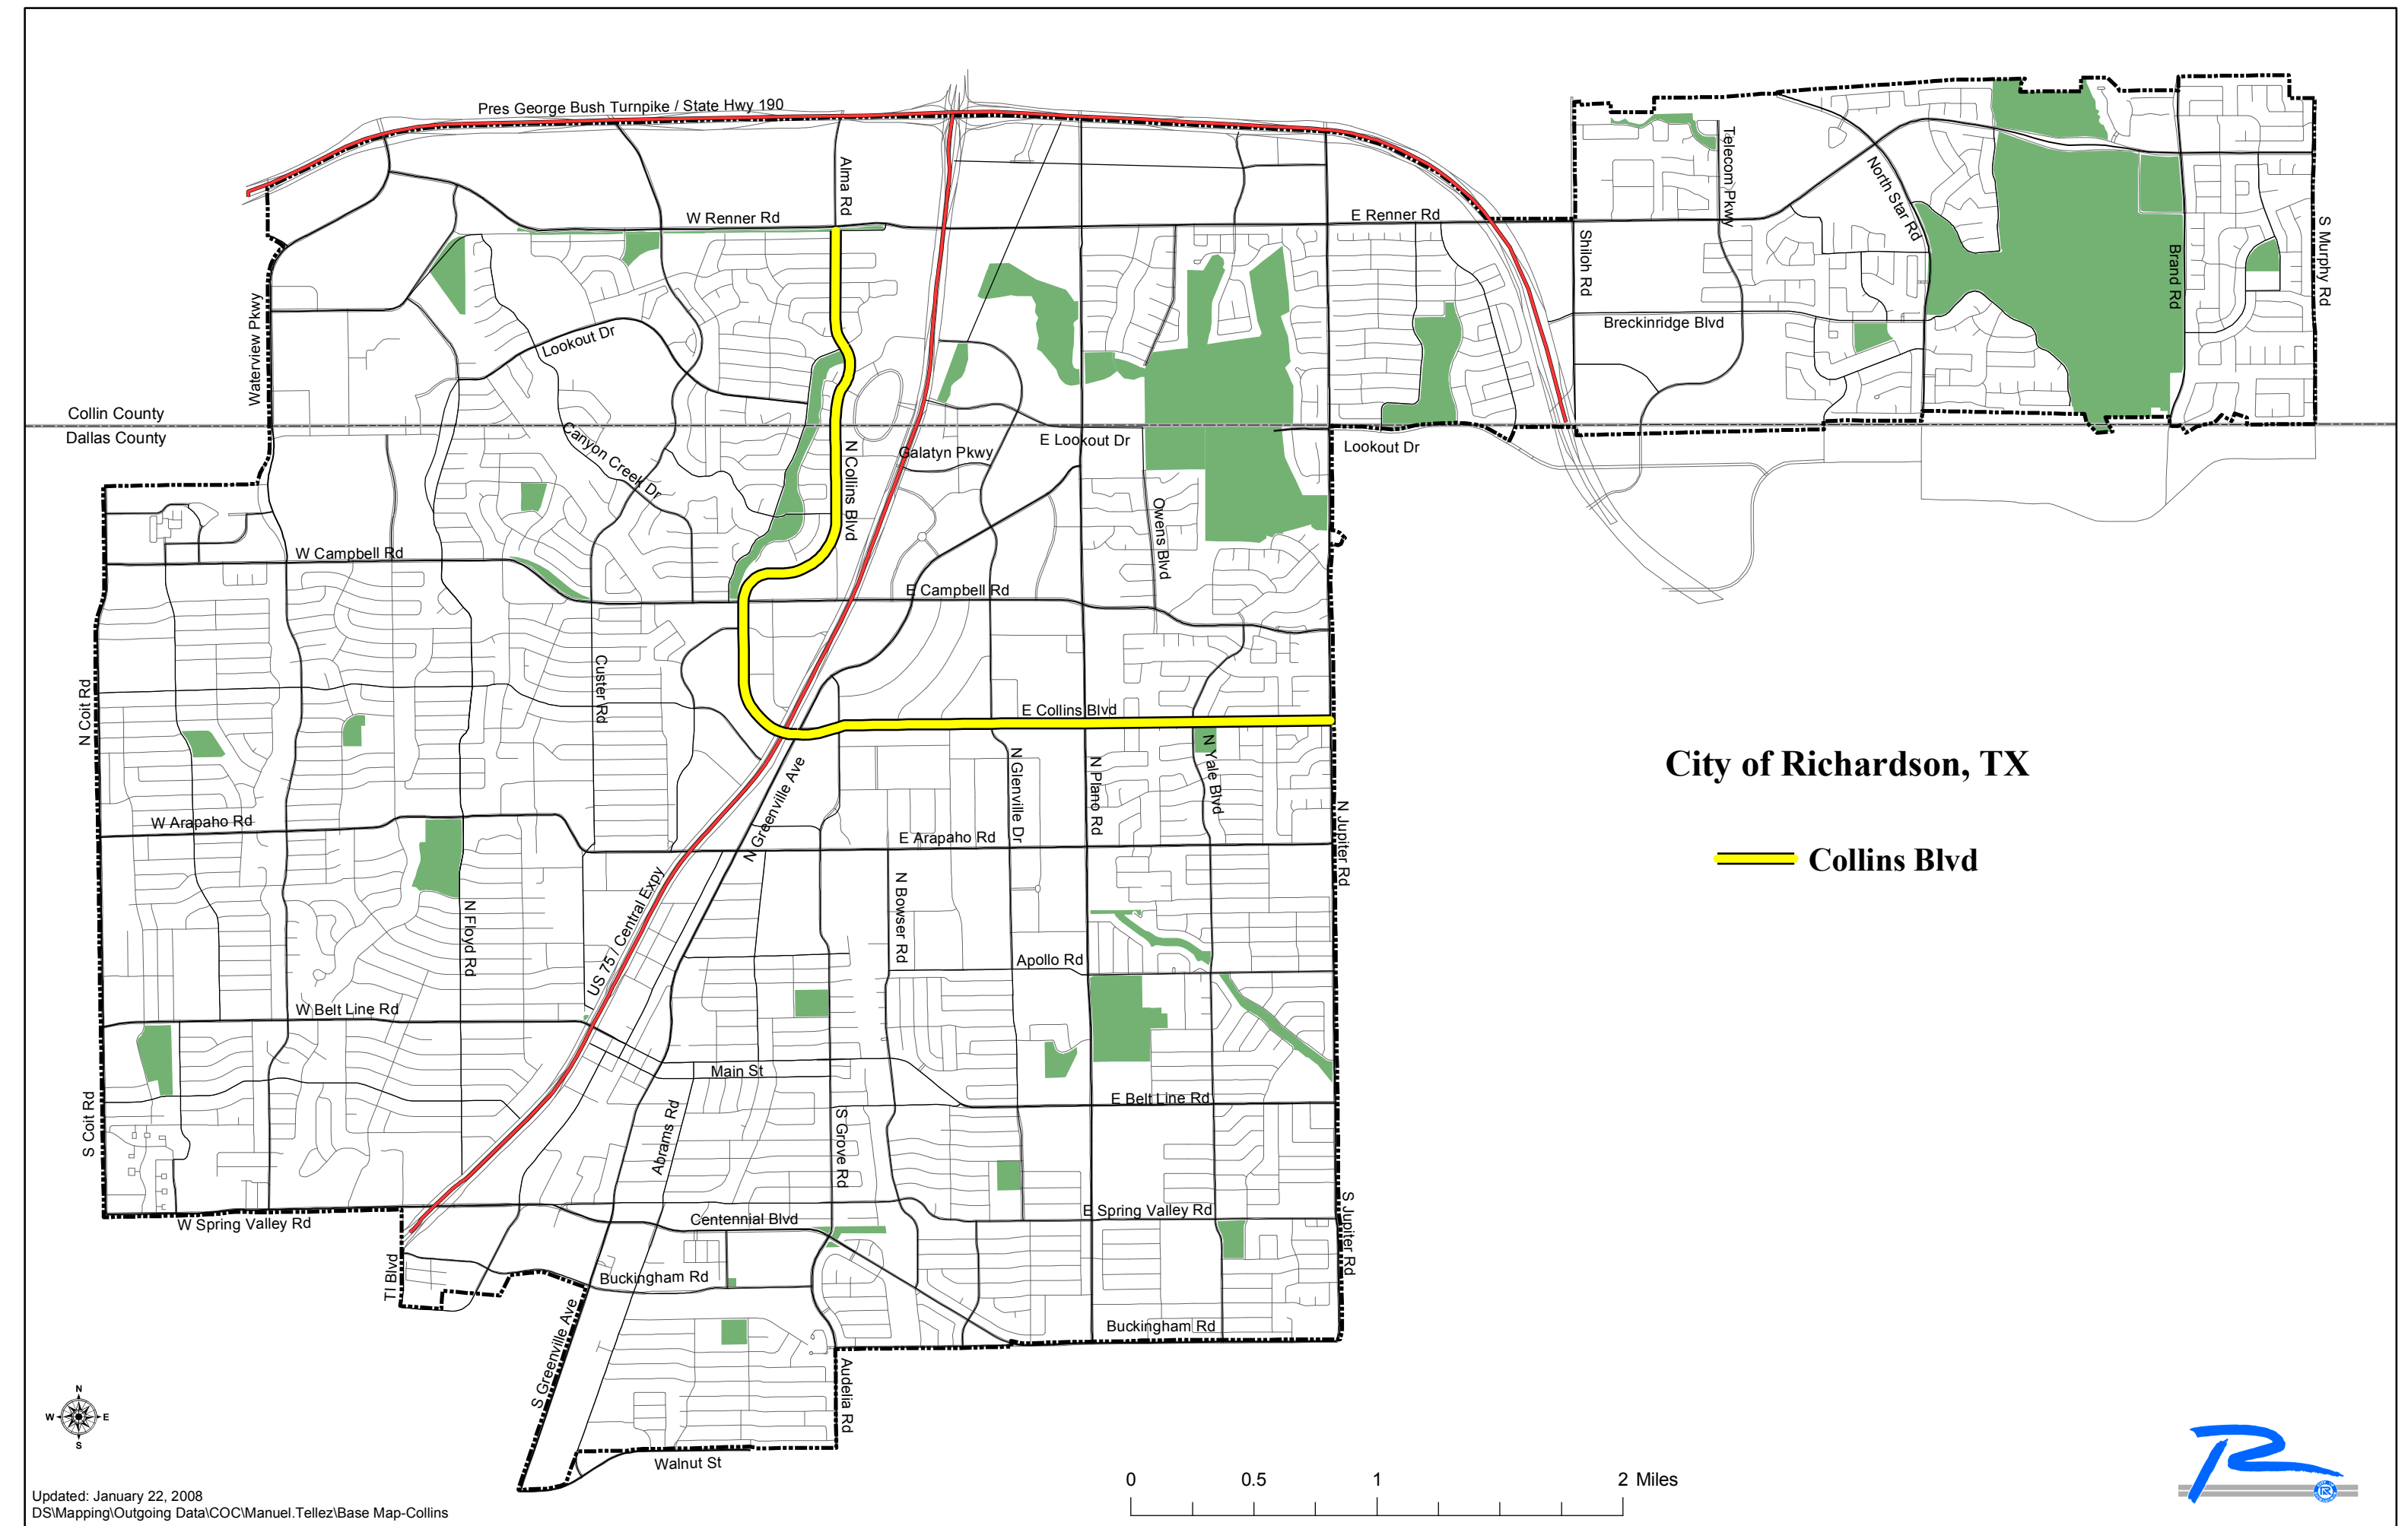 Pres George Bush Turnpike / State Hwy 190
Alma Rd
W Renner Rd
E Renner Rd
Telecom Pkwy
North Star Rd
Shiloh Rd
Brand Rd
S Murphy Rd
Waterview Pkwy
Lookout Dr
Breckinridge Blvd
Collin County
Dallas County
Canyon Creek Dr
N Collins Blvd
Galatyn Pkwy
E Lookout Dr
Lookout Dr
Owens Blvd
W Campbell Rd
E Campbell Rd
N Coit Rd
Custer Rd
E Collins Blvd
City of Richardson, TX
Collins Blvd
N Greenville Ave
N Glenville Dr
N Plano Rd
N Yale Blvd
N Jupiter Rd
W Arapaho Rd
E Arapaho Rd
N Floyd Rd
US 75 / Central Expy
N Bowser Rd
Apollo Rd
W Belt Line Rd
Main St
E Belt Line Rd
S Coit Rd
Abrams Rd
S Grove Rd
W Spring Valley Rd
Centennial Blvd
E Spring Valley Rd
S Jupiter Rd
T I Blvd
Buckingham Rd
Buckingham Rd
S Greenville Ave
Audelia Rd
Walnut St
N
W E
S
0 0.5 1 2 Miles
Updated: January 22, 2008
DS\Mapping\Outgoing Data\COC\Manuel.Tellez\Base Map-Collins